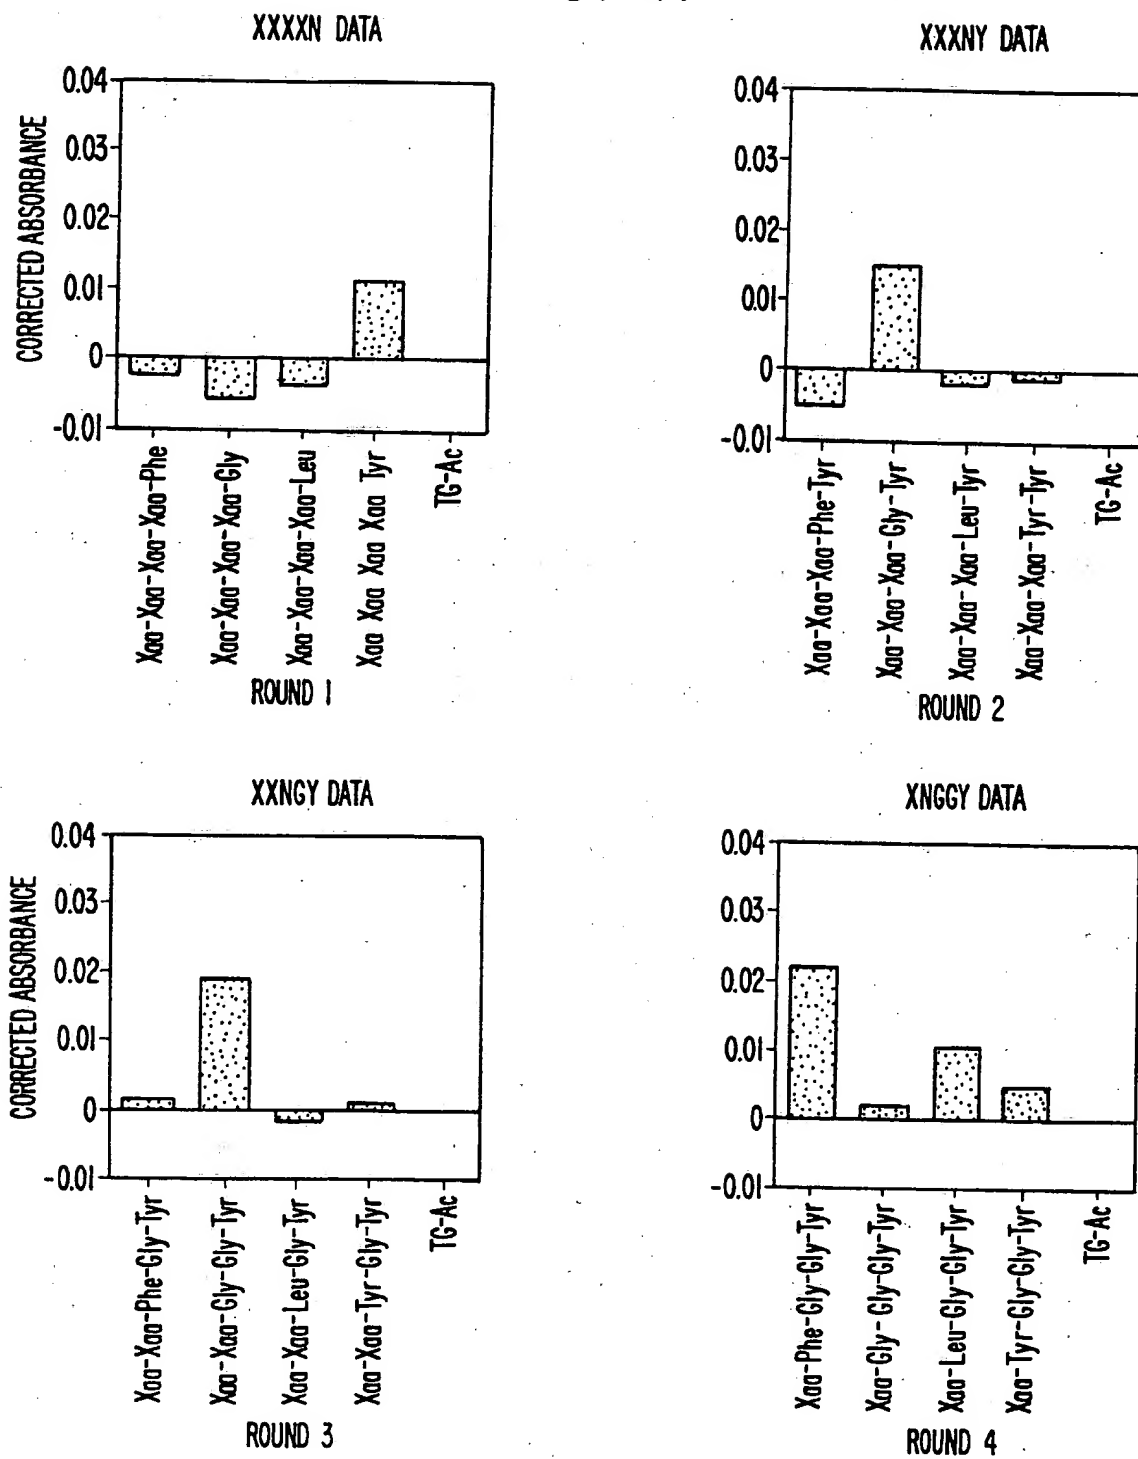 XXXXN DATA
CORRECTED ABSORBANCE
0.04
0.03
0.02
0.01
0
-0.01
Xaa-Xaa-Xaa-Xaa-Phe
Xaa-Xaa-Xaa-Xaa-Gly
Xaa-Xaa-Xaa-Xaa-Leu
Xaa Xaa Xaa Xaa Tyr
TG-Ac
ROUND 1
XXXNY DATA
0.04
0.03
0.02
0.01
0
-0.01
Xaa-Xaa-Xaa-Phe-Tyr
Xaa-Xaa-Xaa-Gly-Tyr
Xaa-Xaa-Xaa-Leu-Tyr
Xaa-Xaa-Xaa-Tyr-Tyr
TG-Ac
ROUND 2
XXNGY DATA
CORRECTED ABSORBANCE
0.04
0.03
0.02
0.01
0
-0.01
Xaa-Xaa-Phe-Gly-Tyr
Xaa-Xaa-Gly-Gly-Tyr
Xaa-Xaa-Leu-Gly-Tyr
Xaa-Xaa-Tyr-Gly-Tyr
TG-Ac
ROUND 3
XNGGY DATA
0.04
0.03
0.02
0.01
0
-0.01
Xaa-Phe-Gly-Gly-Tyr
Xaa-Gly-Gly-Gly-Tyr
Xaa-Leu-Gly-Gly-Tyr
Xaa-Tyr-Gly-Gly-Tyr
TG-Ac
ROUND 4